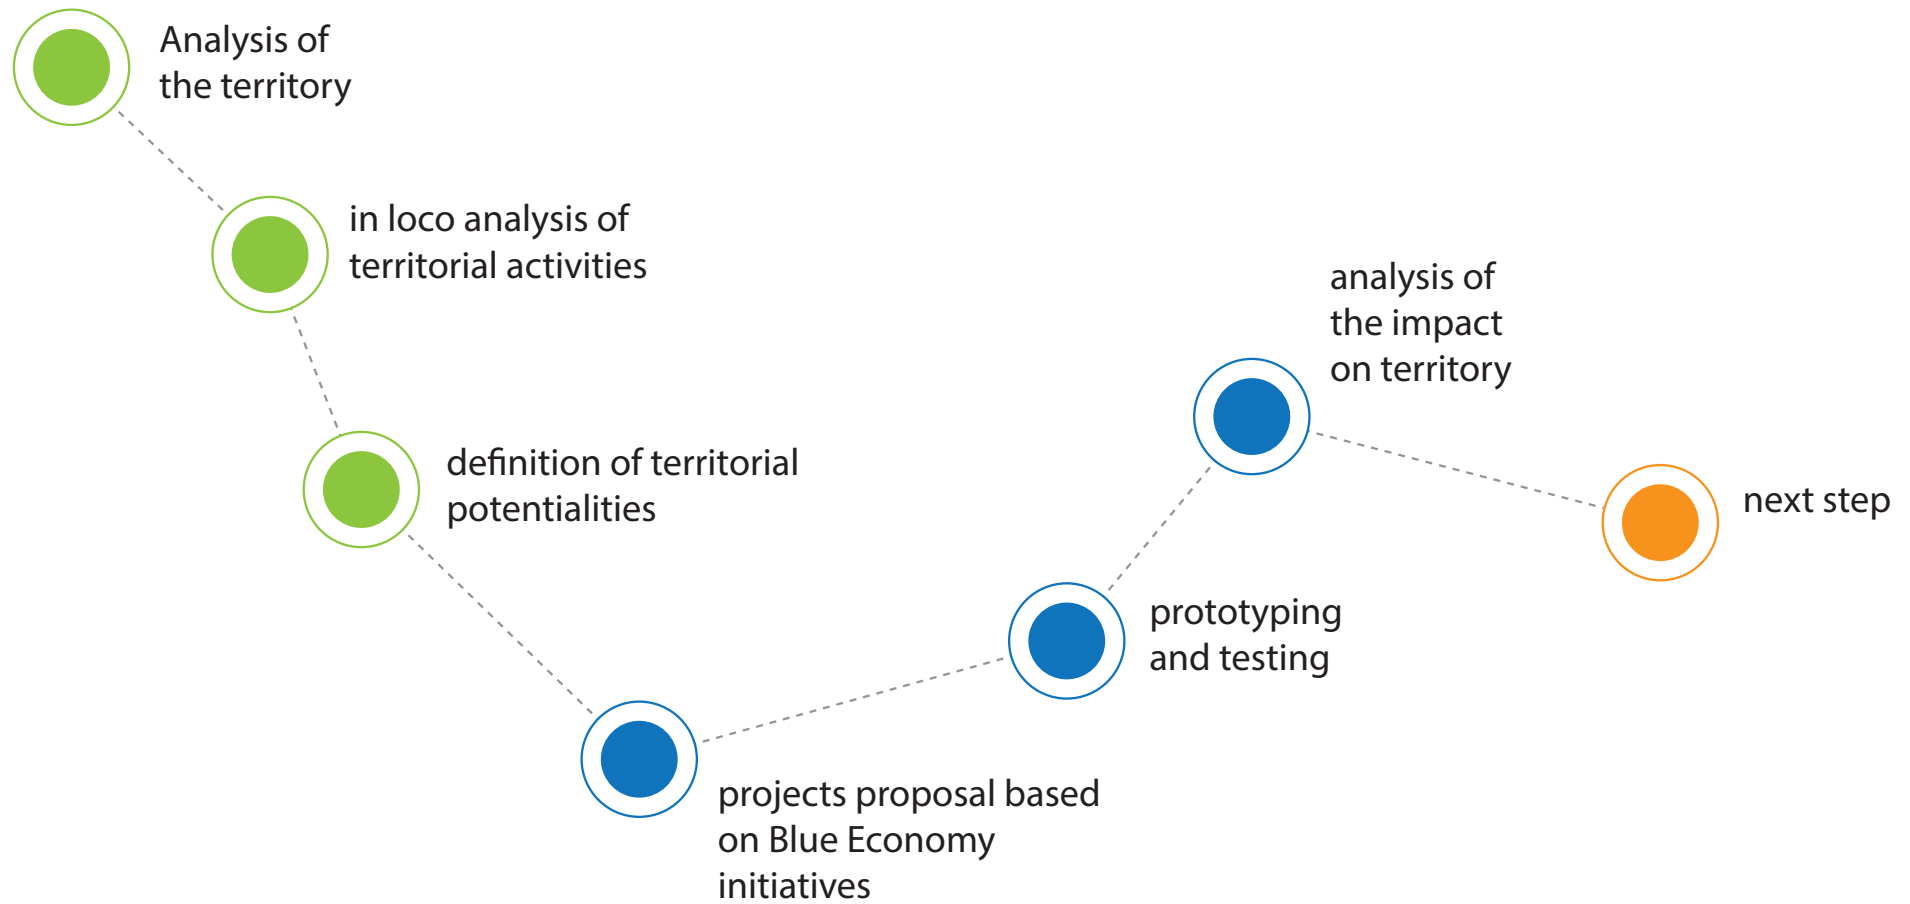 Analysis of
the territory
in loco analysis of
territorial activities
definition of territorial
potentialities
projects proposal based
on Blue Economy
initiatives
prototyping
and testing
analysis of
the impact
on territory
next step